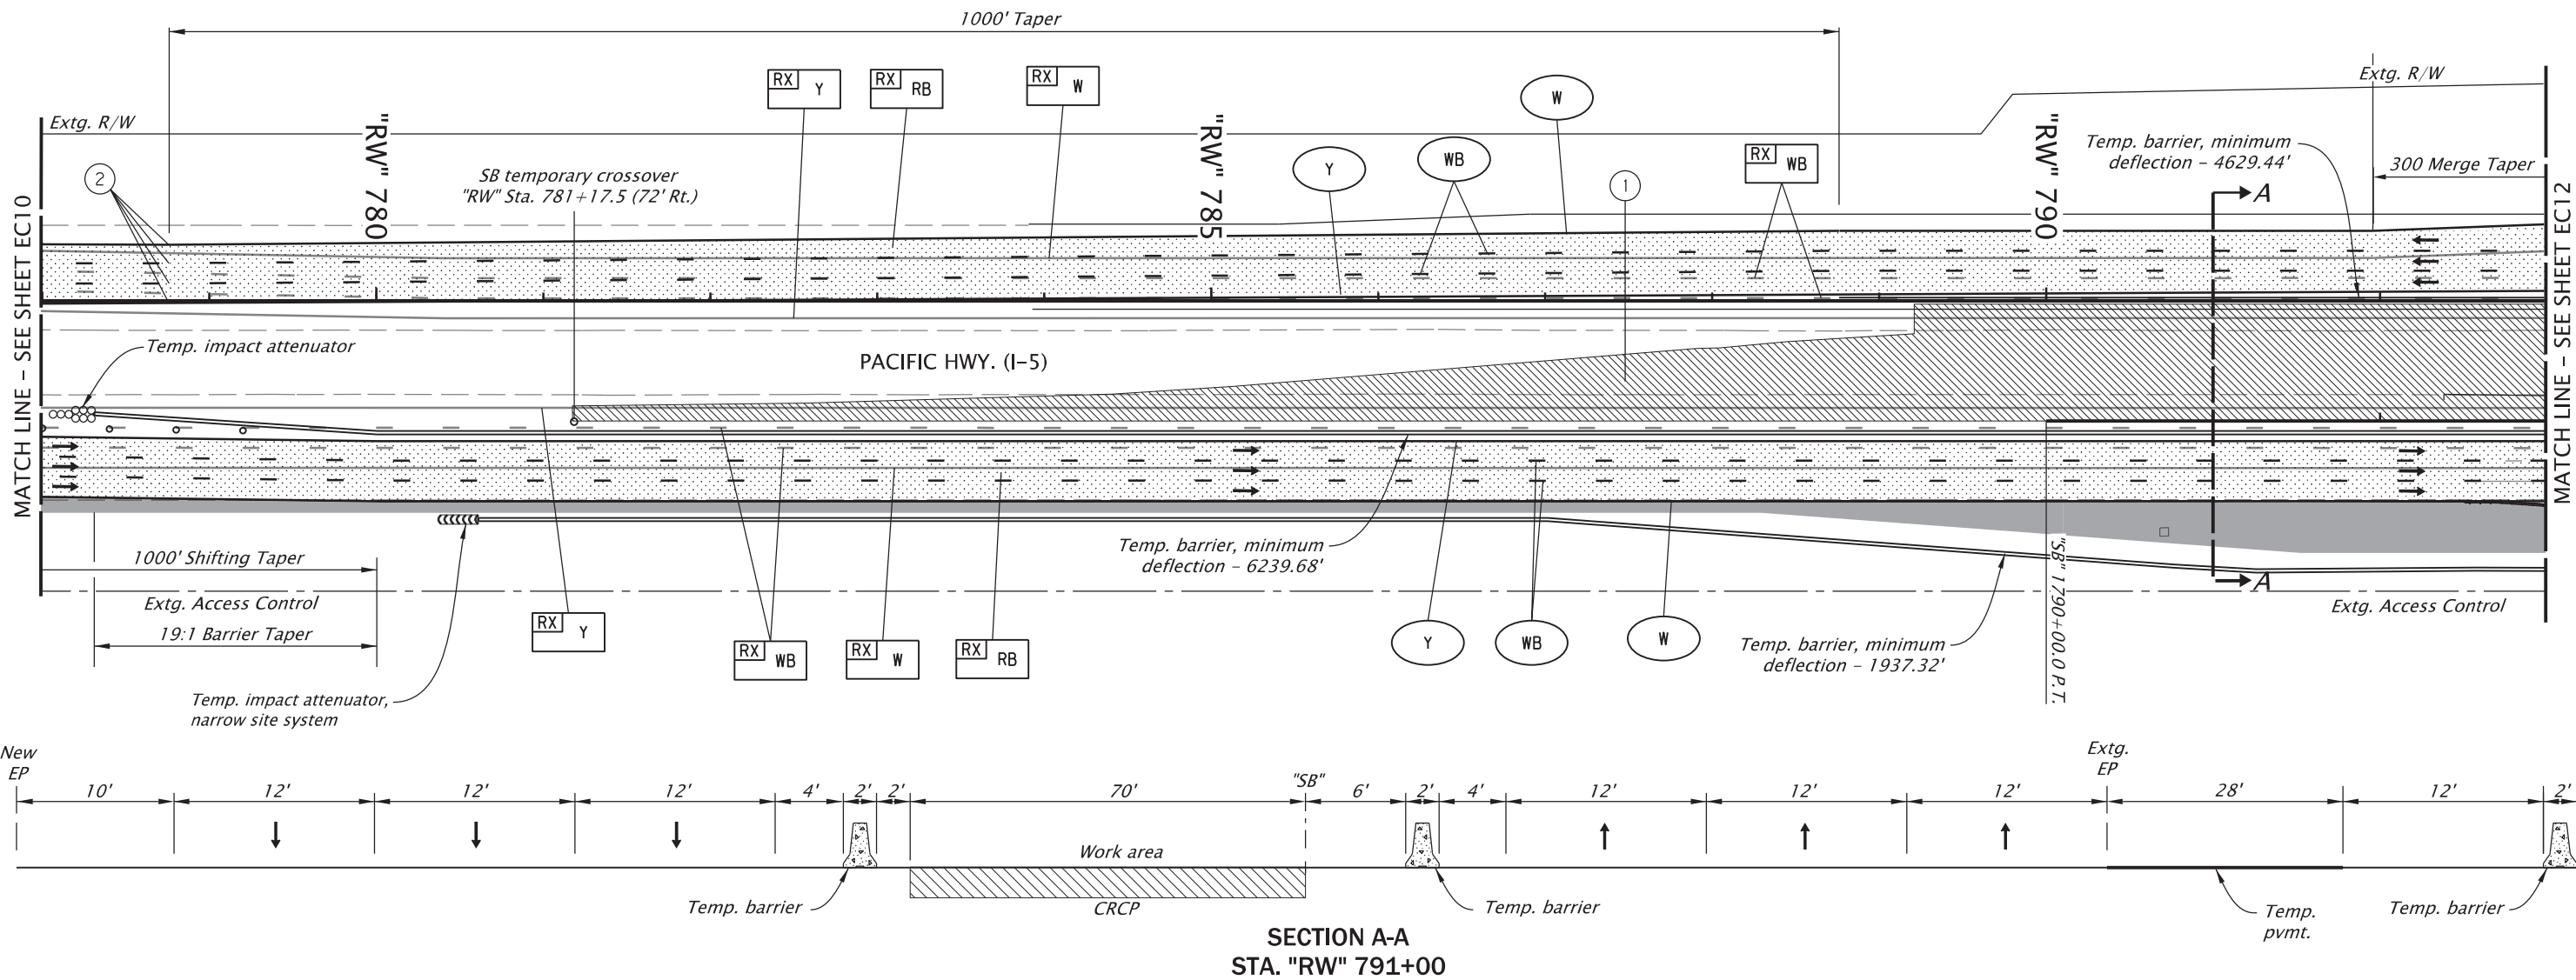 1000' Taper
RX Y
RX RB
RX W
W
Extg. R/W
Extg. R/W
"RW" 780
"RW" 785
"RW" 790
Temp. barrier, minimum
deflection – 4629.44'
300 Merge Taper
2
SB temporary crossover
"RW" Sta. 781+17.5 (72' Rt.)
Y
WB
RX WB
1
A
MATCH LINE – SEE SHEET EC10
MATCH LINE – SEE SHEET EC12
Temp. impact attenuator
PACIFIC HWY. (I–5)
1000' Shifting Taper
Extg. Access Control
19:1 Barrier Taper
Temp. barrier, minimum
deflection – 6239.68'
A
Extg. Access Control
"SB" 1790+00.0 P.T.
RX Y
RX WB
RX W
RX RB
Y
WB
W
Temp. barrier, minimum
deflection – 1937.32'
Temp. impact attenuator,
narrow site system
New
EP
Extg.
EP
10' 12' 12' 12' 4' 2' 2' 70' "SB" 6' 2' 4' 12' 12' 12' 28' 12' 2'
Work area
Temp. barrier
CRCP
Temp. barrier
Temp.
pvmt.
Temp. barrier
SECTION A-A
STA. "RW" 791+00